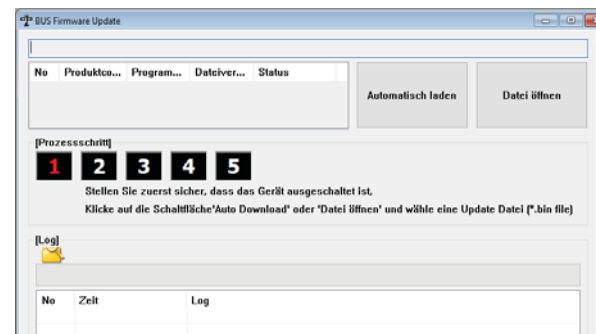 BUS Firmware Update
No Produktco... Program... Dateiver... Status
Automatisch laden
Datei öffnen
[Prozessschritt]
1 2 3 4 5
Stellen Sie zuerst sicher, dass das Gerät ausgeschaltet ist,
Klicke auf die Schaltfläche'Auto Download' oder 'Datei öffnen' und wähle eine Update Datei (*.bin file)
[Log]
No Zeit Log